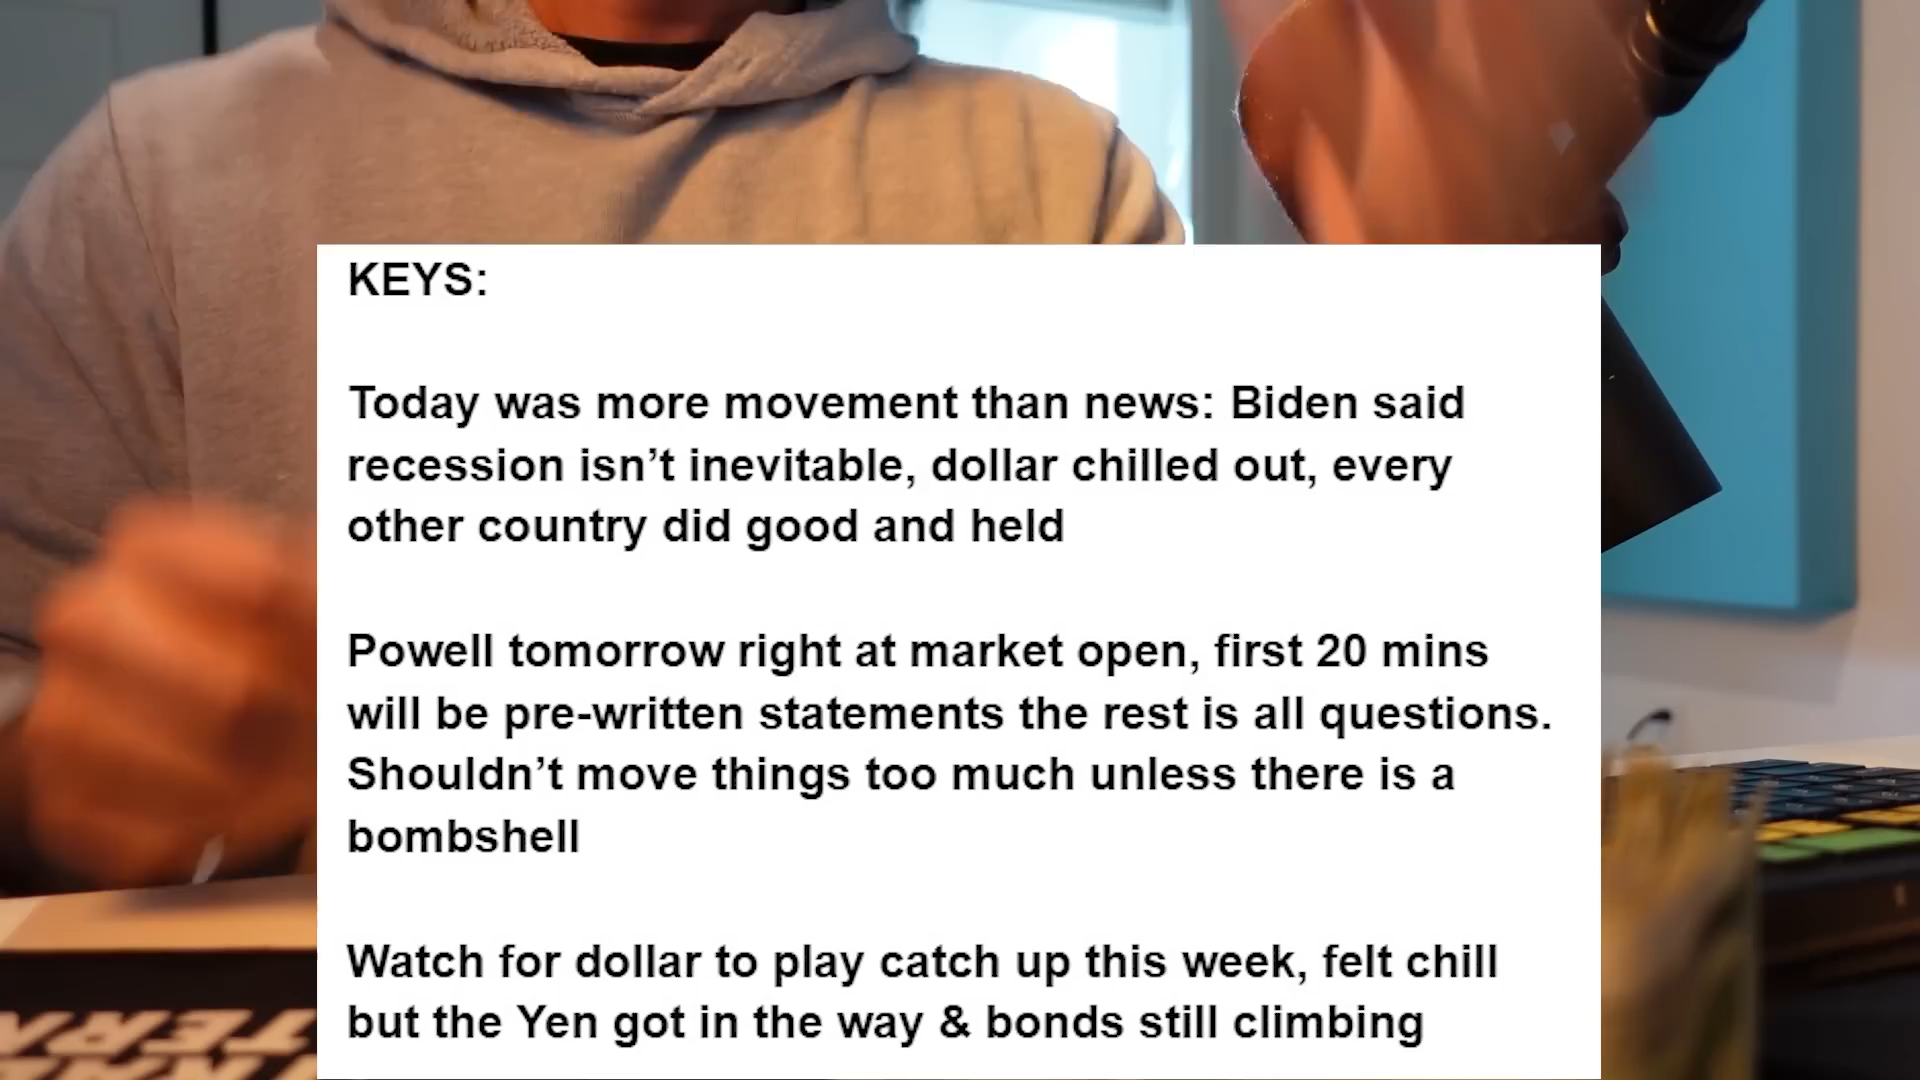 KEYS:
Today was more movement than news: Biden said
recession isn’t inevitable, dollar chilled out, every
other country did good and held
Powell tomorrow right at market open, first 20 mins
will be pre-written statements the rest is all questions.
Shouldn’t move things too much unless there is a
bombshell
Watch for dollar to play catch up this week, felt chill
but the Yen got in the way & bonds still climbing